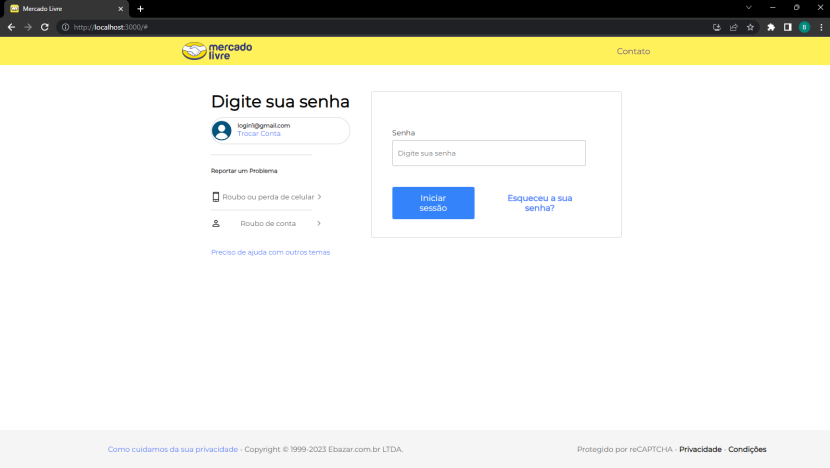 Mercado Livre
http://localhost:3000/#
mercado
livre
Contato
Digite sua senha
login1@gmail.com
Trocar Conta
Reportar um Problema
Roubo ou perda de celular
Roubo de conta
Preciso de ajuda com outros temas
Senha
Digite sua senha
Iniciar
sessão
Esqueceu a sua
senha?
Como cuidamos da sua privacidade - Copyright © 1999-2023 Ebazar.com.br LTDA.
Protegido por reCAPTCHA - Privacidade - Condições